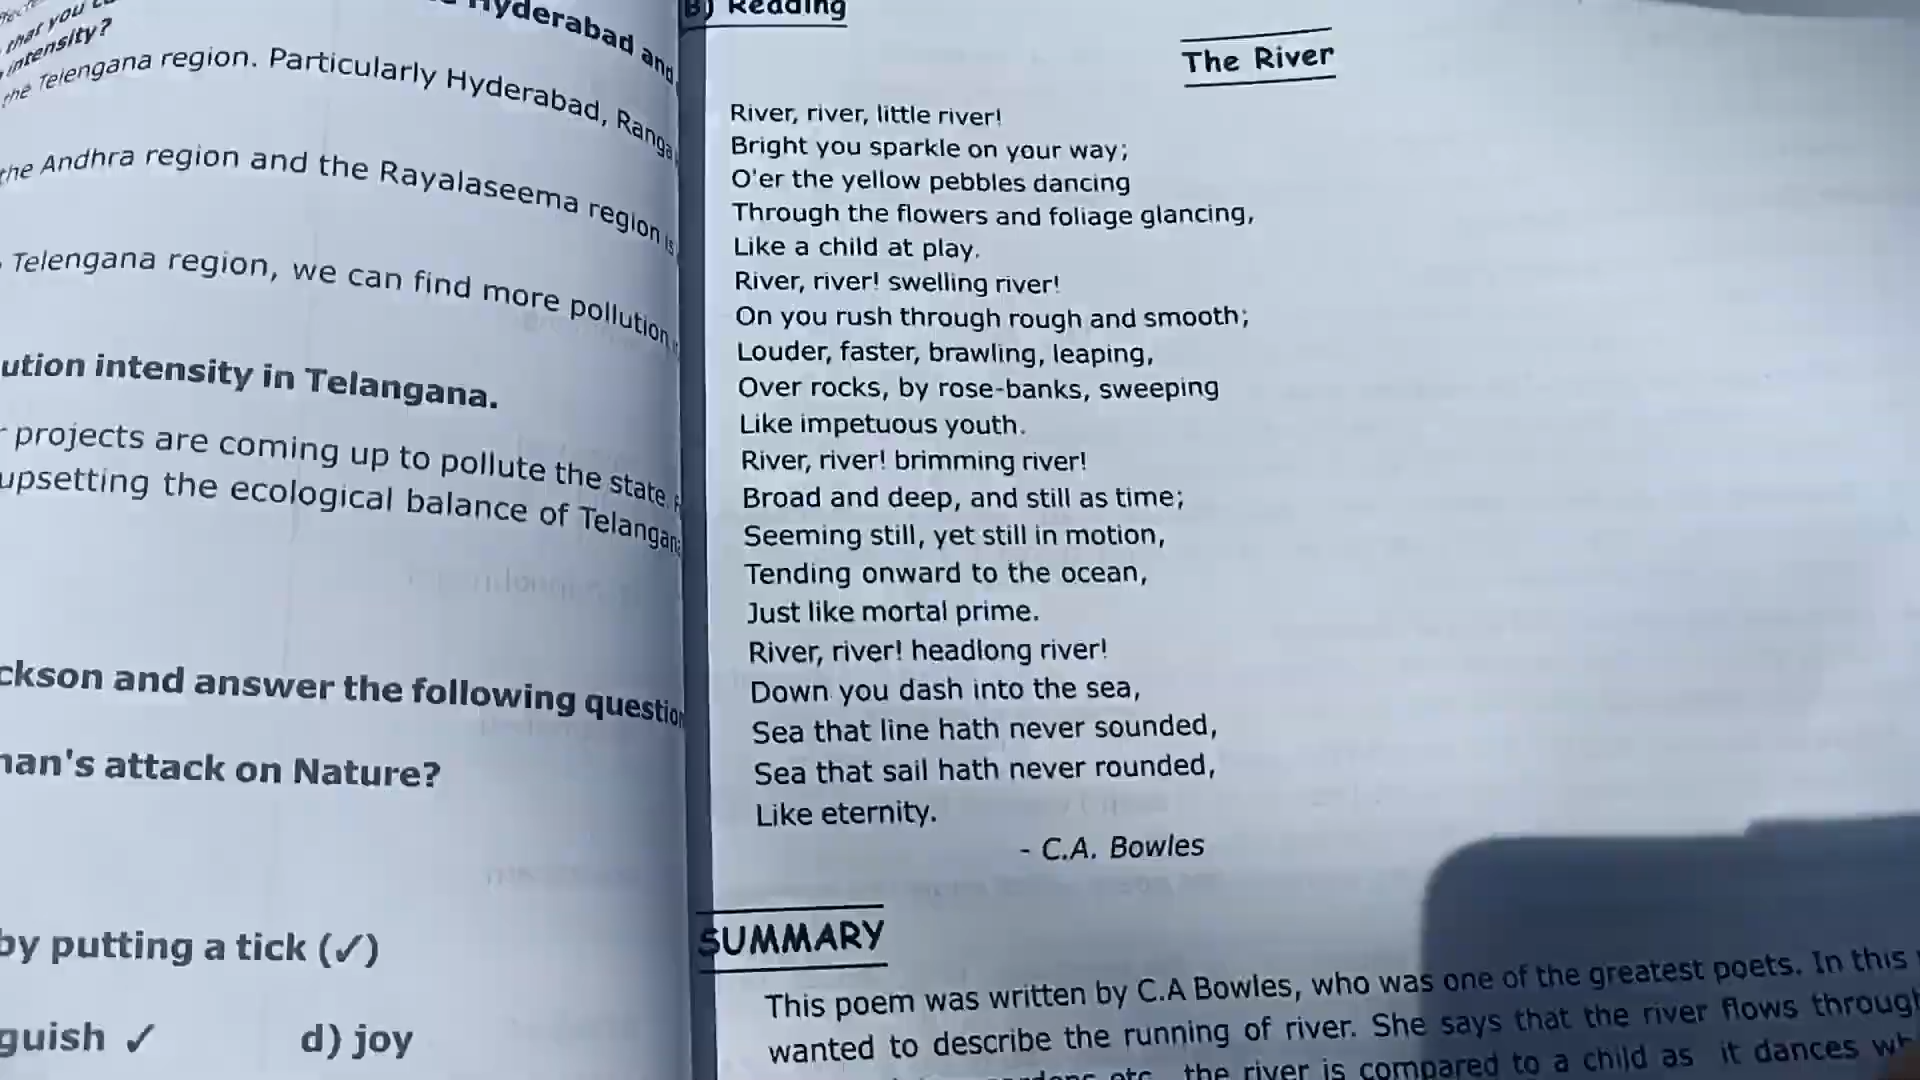 that you
intensity?
Hyderabad and
the Telengana region. Particularly Hyderabad, Ranga
the Andhra region and the Rayalaseema region is
Telengana region, we can find more pollution
ution intensity in Telangana.
projects are coming up to pollute the state.
upsetting the ecological balance of Telangana
ckson and answer the following question
nan's attack on Nature?
by putting a tick (✓)
guish ✓ d) joy
B) Reading
The River
River, river, little river!
Bright you sparkle on your way;
O'er the yellow pebbles dancing
Through the flowers and foliage glancing,
Like a child at play.
River, river! swelling river!
On you rush through rough and smooth;
Louder, faster, brawling, leaping,
Over rocks, by rose-banks, sweeping
Like impetuous youth.
River, river! brimming river!
Broad and deep, and still as time;
Seeming still, yet still in motion,
Tending onward to the ocean,
Just like mortal prime.
River, river! headlong river!
Down you dash into the sea,
Sea that line hath never sounded,
Sea that sail hath never rounded,
Like eternity.
- C.A. Bowles
SUMMARY
This poem was written by C.A Bowles, who was one of the greatest poets. In this
wanted to describe the running of river. She says that the river flows through
etc. the river is compared to a child as it dances